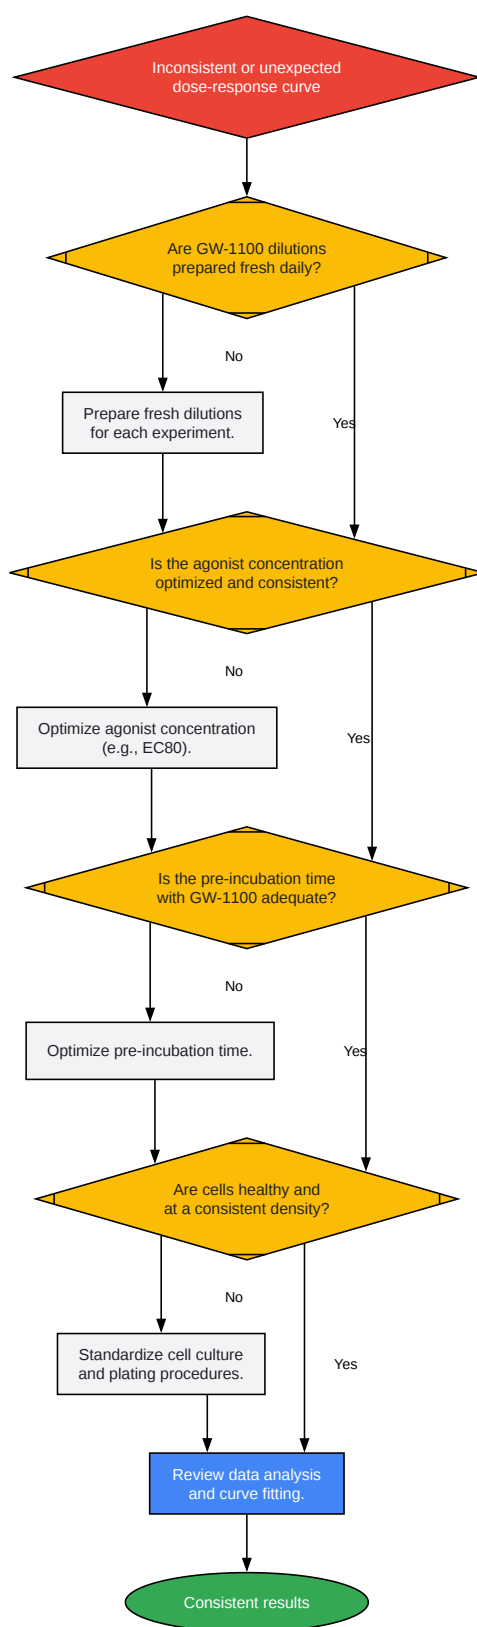 Inconsistent or unexpected
dose-response curve
Are GW-1100 dilutions
prepared fresh daily?
No
Prepare fresh dilutions
for each experiment.
Yes
Is the agonist concentration
optimized and consistent?
No
Optimize agonist concentration
(e.g., EC80).
Yes
Is the pre-incubation time
with GW-1100 adequate?
No
Optimize pre-incubation time.
Yes
Are cells healthy and
at a consistent density?
No
Standardize cell culture
and plating procedures.
Yes
Review data analysis
and curve fitting.
Consistent results